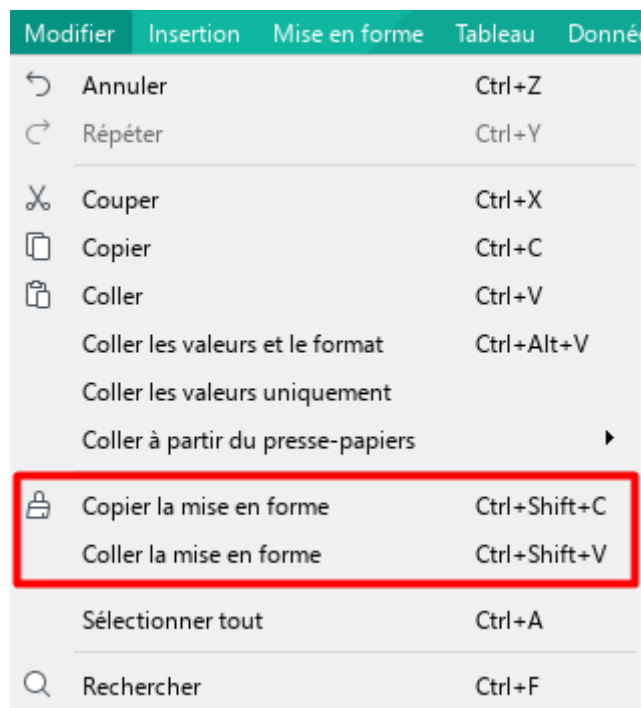 Modifier Insertion Mise en forme Tableau Donné
Annuler Ctrl+Z
Répéter Ctrl+Y
Couper Ctrl+X
Copier Ctrl+C
Coller Ctrl+V
Coller les valeurs et le format Ctrl+Alt+V
Coller les valeurs uniquement
Coller à partir du presse-papiers
Copier la mise en forme Ctrl+Shift+C
Coller la mise en forme Ctrl+Shift+V
Sélectionner tout Ctrl+A
Rechercher Ctrl+F